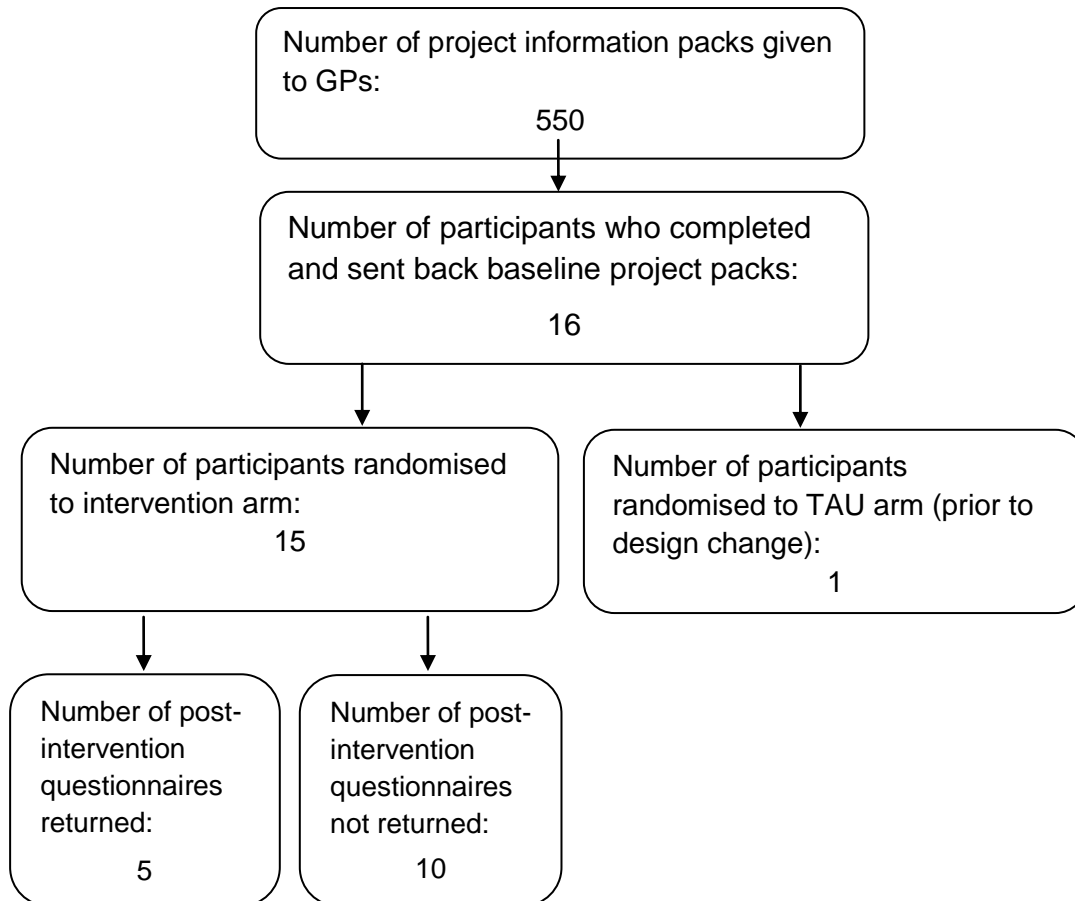 Number of project information packs given
to GPs:
550
Number of participants who completed
and sent back baseline project packs:
16
Number of participants randomised
to intervention arm:
15
Number of participants
randomised to TAU arm (prior to
design change):
1
Number of post-
intervention
questionnaires
returned:
5
Number of post-
intervention
questionnaires
not returned:
10